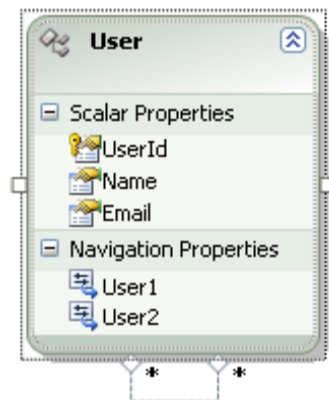 User
Scalar Properties
UserId
Name
Email
Navigation Properties
User1
User2
* *